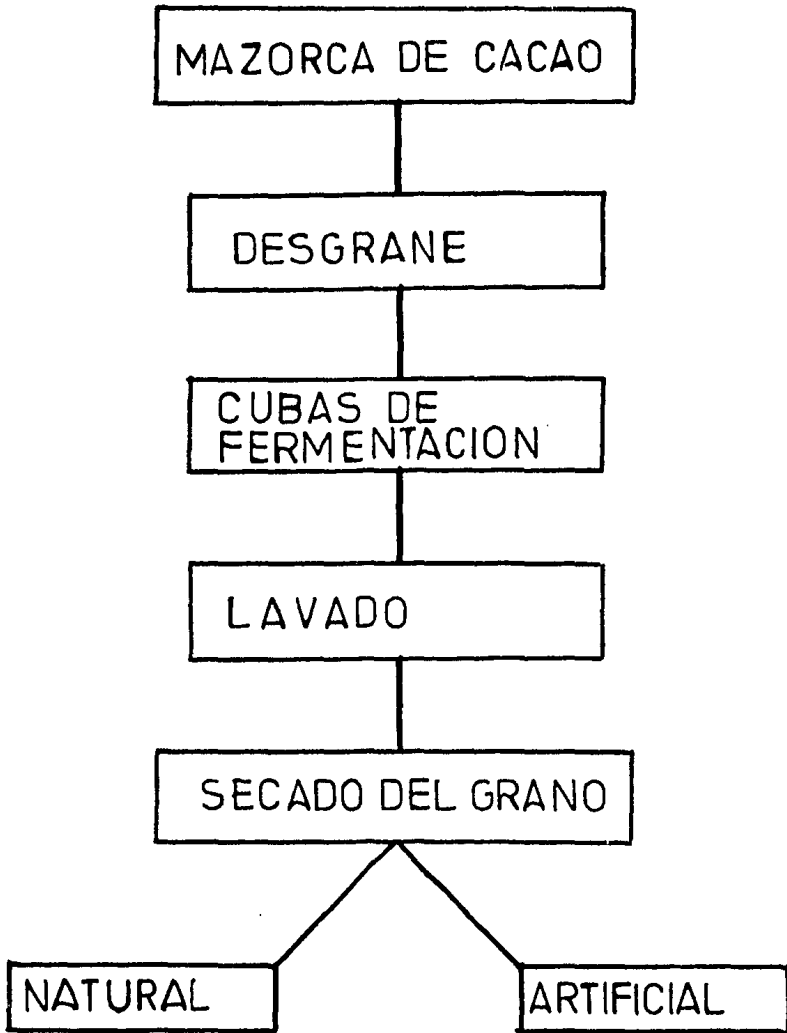 MAZORCA DE CACAO
DESGRANE
CUBAS DE
FERMENTACION
LAVADO
SECADO DEL GRANO
NATURAL
ARTIFICIAL